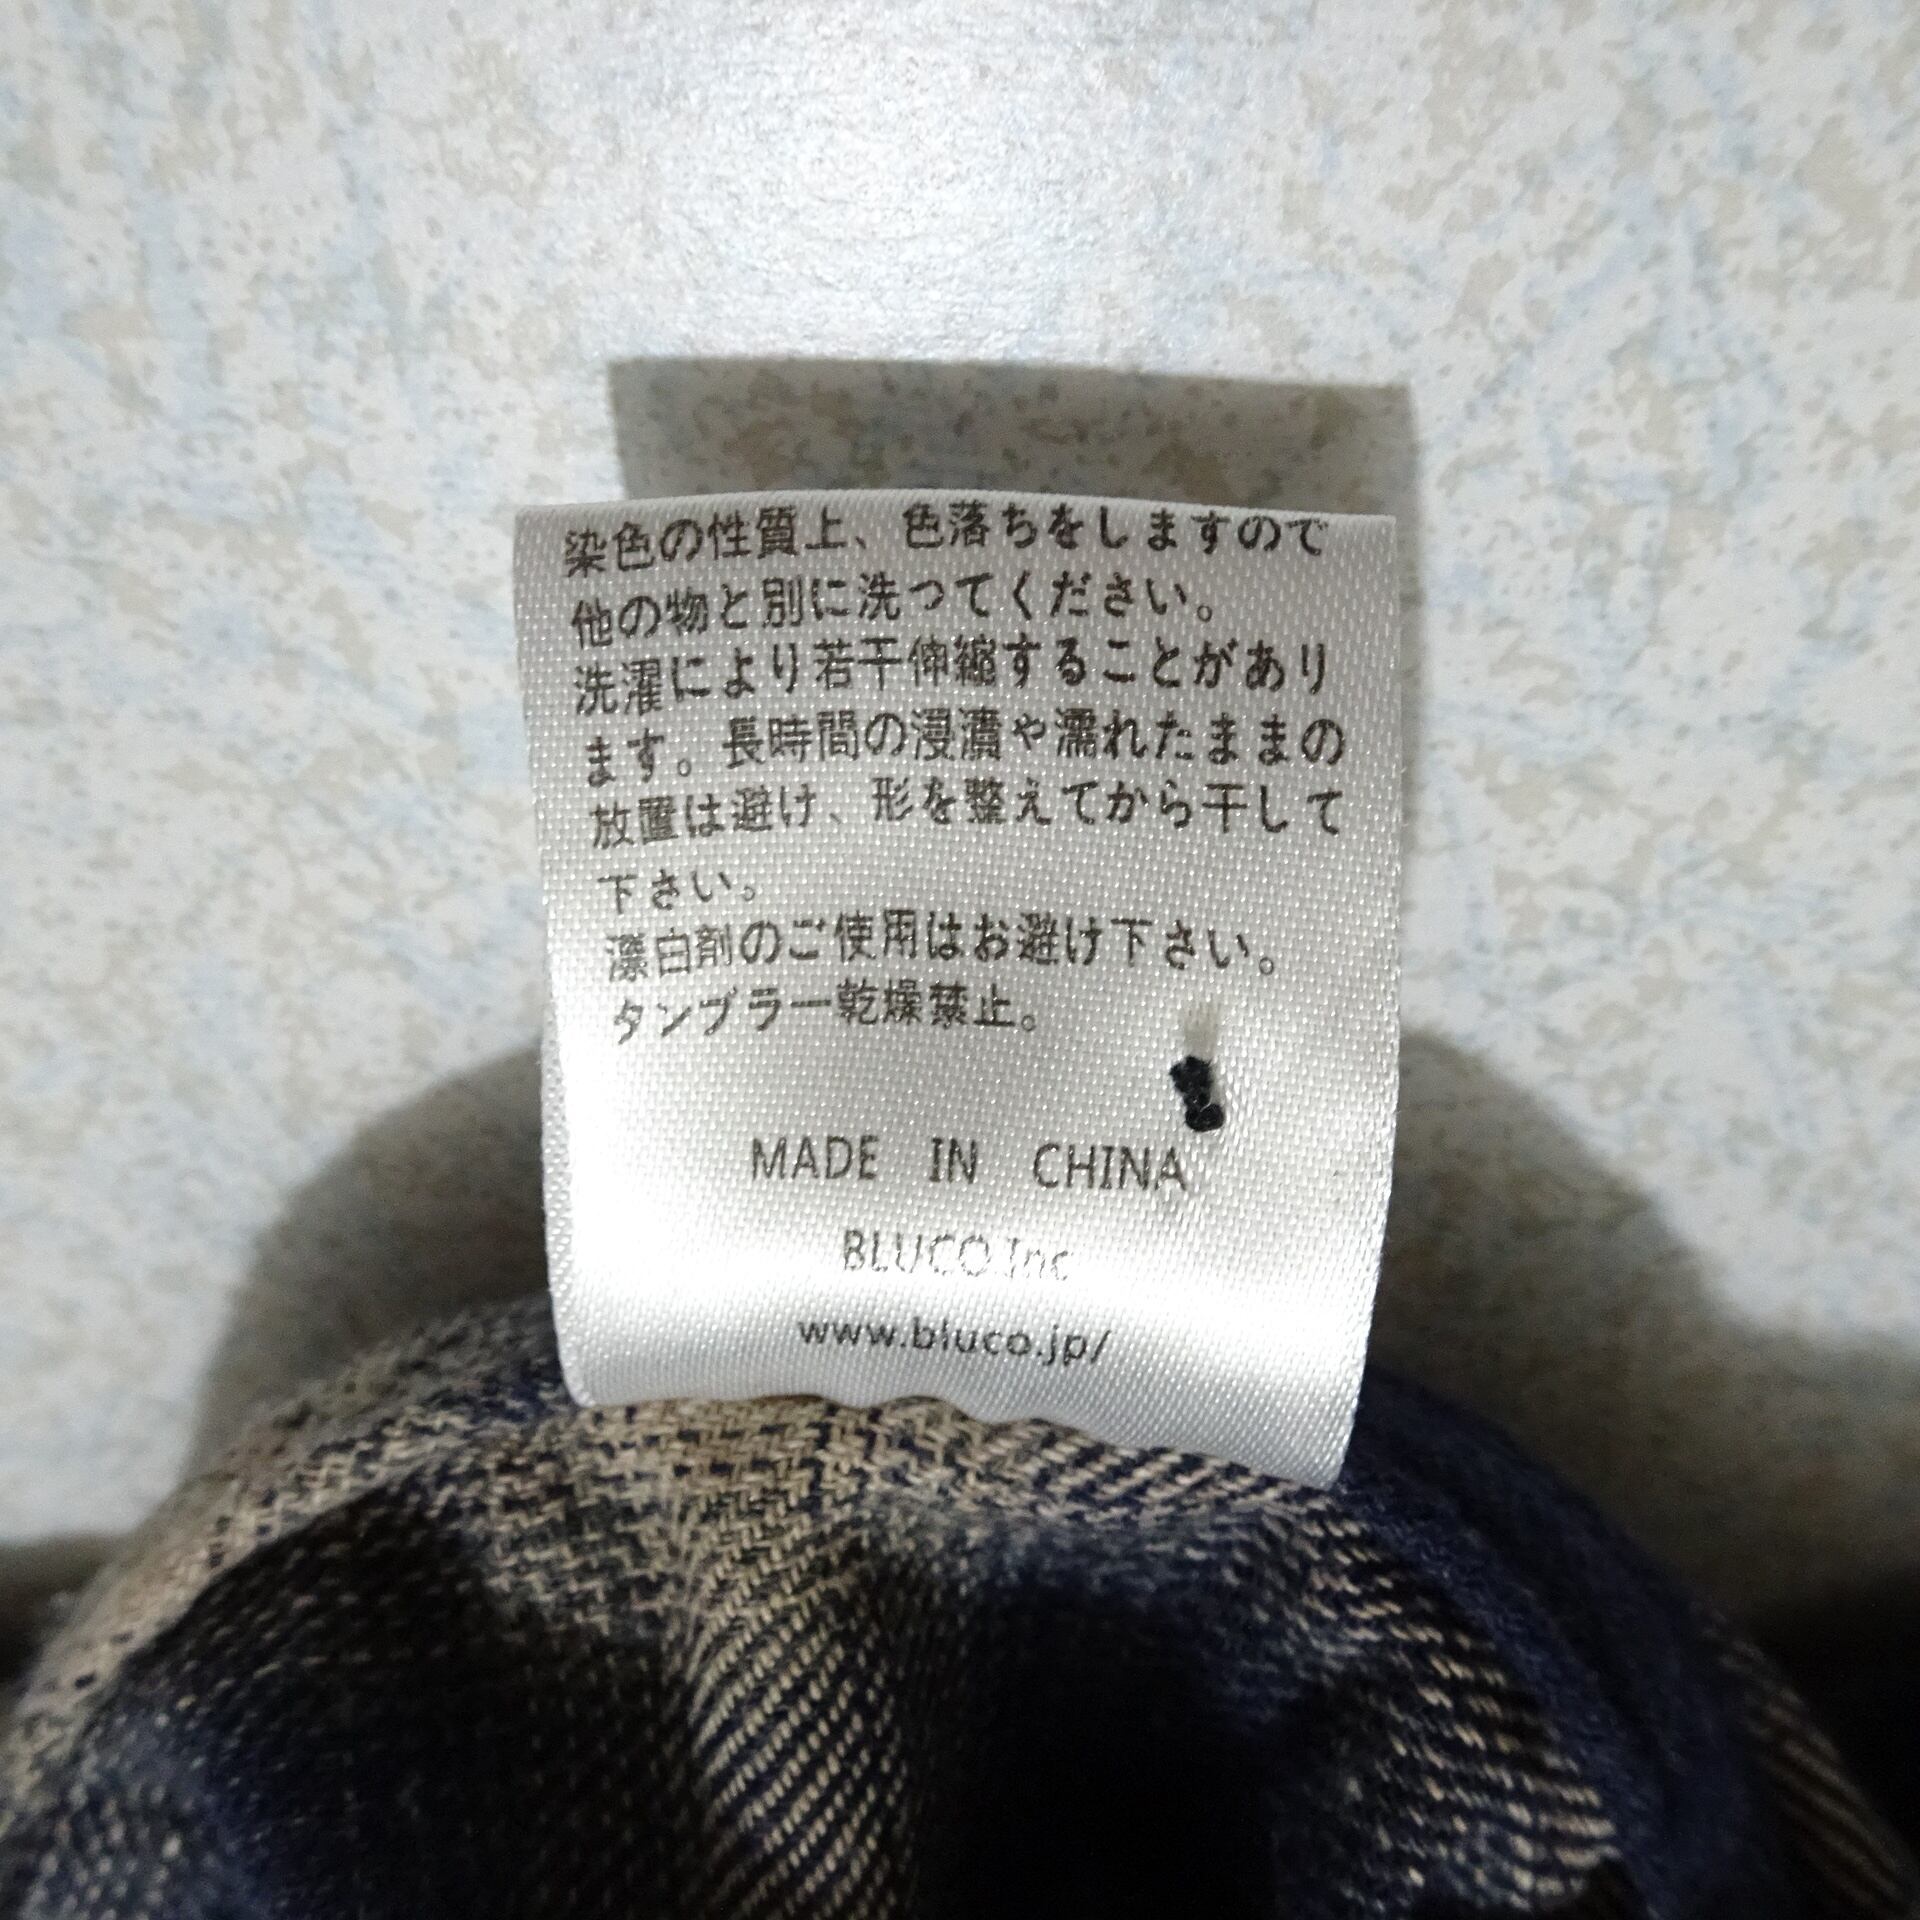 染色の性質上、色落ちをしますので
他の物と別に洗ってください。
洗濯により若干伸縮することがあり
ます。長時間の浸漬や濡れたままの
放置は避け、形を整えてから干して
下さい。
漂白剤のご使用はお避け下さい。
タンブラー乾燥禁止。
MADE IN CHINA
BLUCO.Inc
www.bluco.jp/